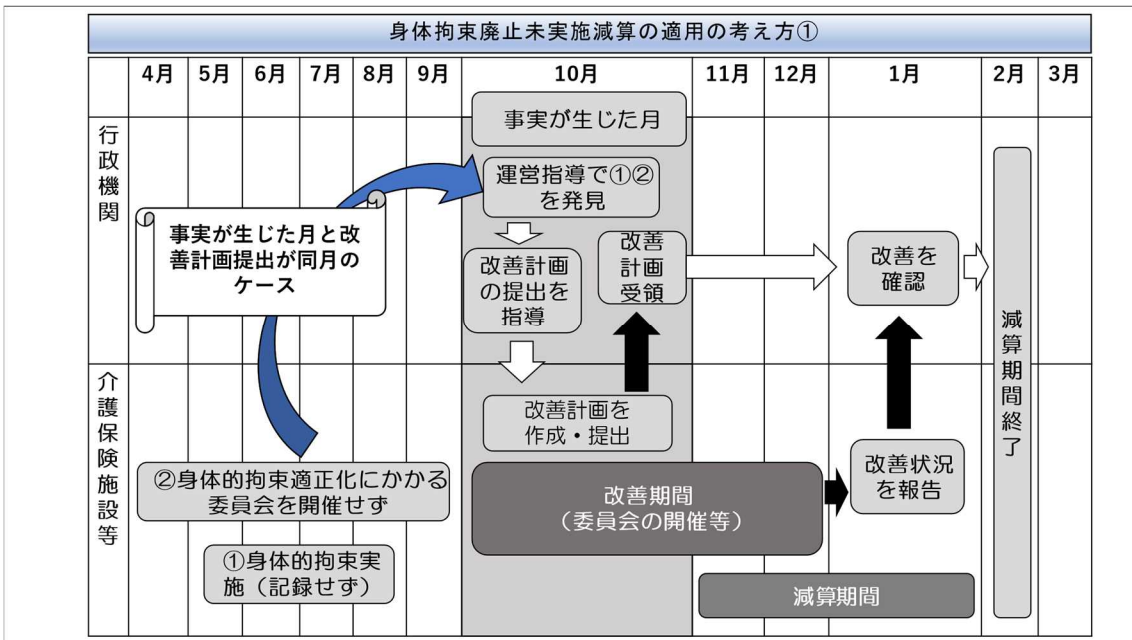 身体拘束廃止未実施減算の適用の考え方①
4月 5月 6月 7月 8月 9月 10月 11月 12月 1月 2月 3月
行政機関
事実が生じた月
運営指導で①②
を発見
事実が生じた月と改
善計画提出が同月の
ケース
改善計画
の提出を
指導
改善
計画
受領
改善を
確認
減算期間終了
介護保険施設等
改善計画を
作成・提出
②身体的拘束適正化にかかる
委員会を開催せず
改善期間
（委員会の開催等）
改善状況
を報告
①身体的拘束実
施（記録せず）
減算期間